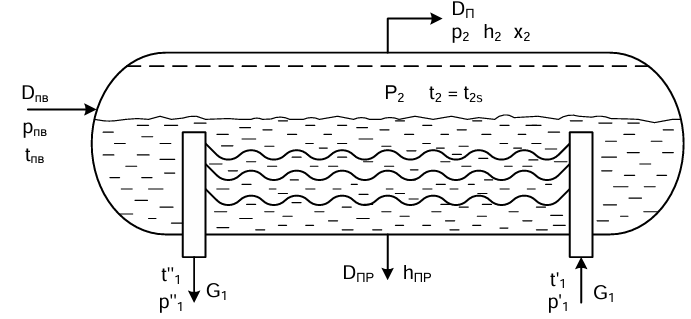 Dп
p₂ h₂ x₂
Dпв
pпв
tпв
P₂ t₂ = t₂ₛ
t"₁
p"₁
G₁
DПР hПР
t'₁
p'₁
G₁